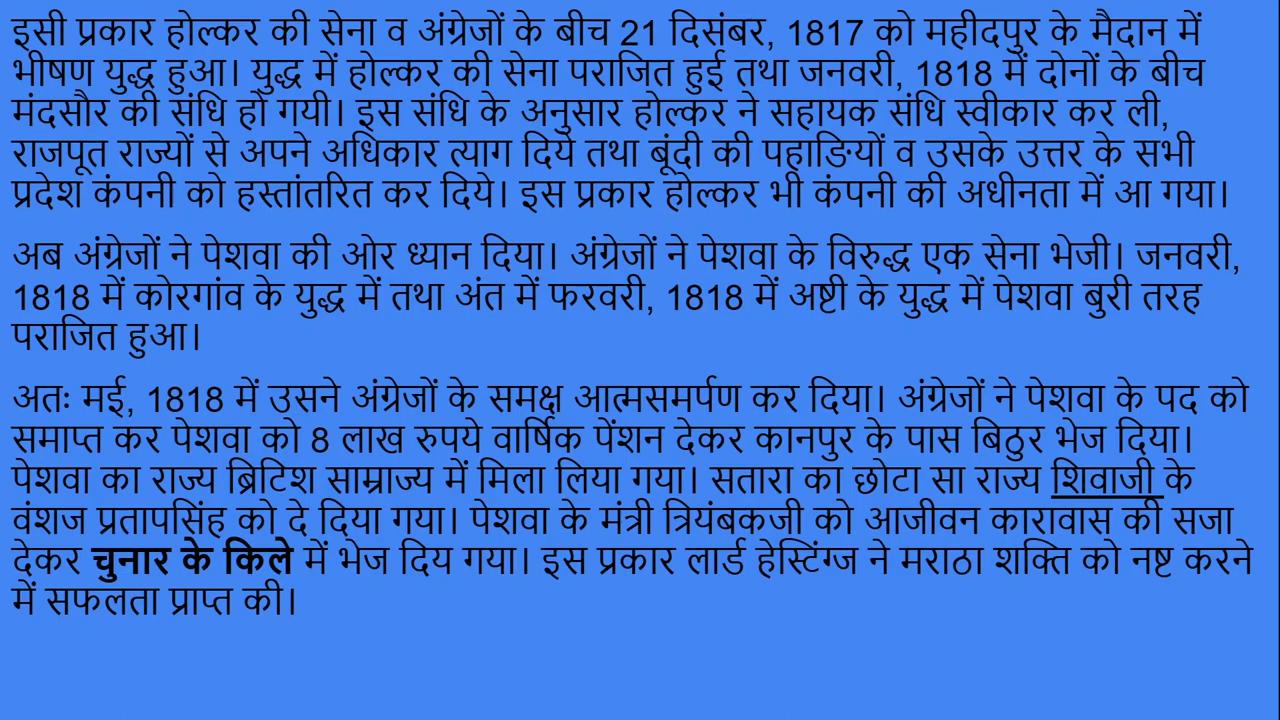 इसी प्रकार होल्कर की सेना व अंग्रेजों के बीच 21 दिसंबर, 1817 को महीदपुर के मैदान में
भीषण युद्ध हुआ। युद्ध में होल्कर की सेना पराजित हुई तथा जनवरी, 1818 में दोनों के बीच
मंदसौर की संधि हो गयी। इस संधि के अनुसार होल्कर ने सहायक संधि स्वीकार कर ली,
राजपूत राज्यों से अपने अधिकार त्याग दिये तथा बूंदी की पहाङियों व उसके उत्तर के सभी
प्रदेश कंपनी को हस्तांतरित कर दिये। इस प्रकार होल्कर भी कंपनी की अधीनता में आ गया।
अब अंग्रेजों ने पेशवा की ओर ध्यान दिया। अंग्रेजों ने पेशवा के विरुद्ध एक सेना भेजी। जनवरी,
1818 में कोरगांव के युद्ध में तथा अंत में फरवरी, 1818 में अष्टी के युद्ध में पेशवा बुरी तरह
पराजित हुआ।
अतः मई, 1818 में उसने अंग्रेजों के समक्ष आत्मसमर्पण कर दिया। अंग्रेजों ने पेशवा के पद को
समाप्त कर पेशवा को 8 लाख रुपये वार्षिक पेंशन देकर कानपुर के पास बिठुर भेज दिया।
पेशवा का राज्य ब्रिटिश साम्राज्य में मिला लिया गया। सतारा का छोटा सा राज्य शिवाजी के
वंशज प्रतापसिंह को दे दिया गया। पेशवा के मंत्री त्रियंबकजी को आजीवन कारावास की सजा
देकर चुनार के किले में भेज दिय गया। इस प्रकार लार्ड हेस्टिंग्ज ने मराठा शक्ति को नष्ट करने
में सफलता प्राप्त की।